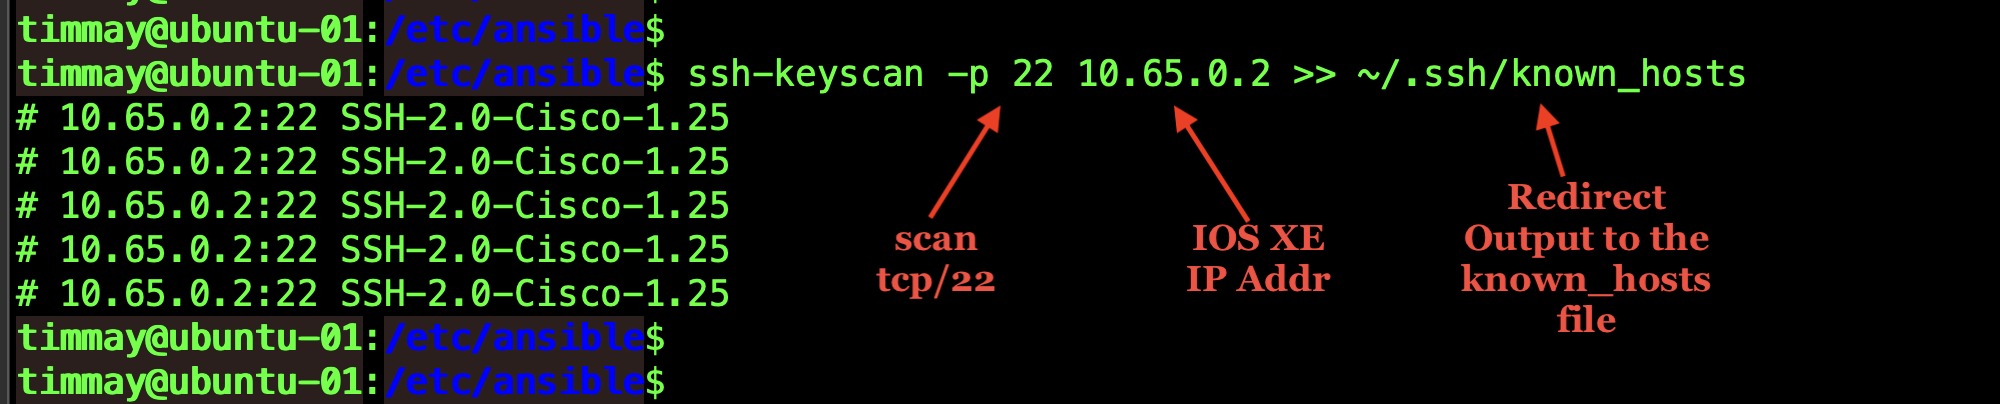 timmay@ubuntu-01:/etc/ansible$
timmay@ubuntu-01:/etc/ansible$ ssh-keyscan -p 22 10.65.0.2 >> ~/.ssh/known_hosts
# 10.65.0.2:22 SSH-2.0-Cisco-1.25
# 10.65.0.2:22 SSH-2.0-Cisco-1.25
# 10.65.0.2:22 SSH-2.0-Cisco-1.25
# 10.65.0.2:22 SSH-2.0-Cisco-1.25
# 10.65.0.2:22 SSH-2.0-Cisco-1.25
timmay@ubuntu-01:/etc/ansible$
timmay@ubuntu-01:/etc/ansible$
scan
tcp/22
IOS XE
IP Addr
Redirect
Output to the
known_hosts
file